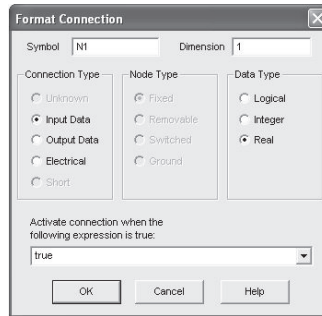 Format Connection
Symbol N1 Dimension 1
Connection Type Node Type Data Type
Unknown Fixed Logical
Input Data Removable Integer
Output Data Switched Real
Electrical Ground
Short
Activate connection when the
following expression is true:
true
OK Cancel Help